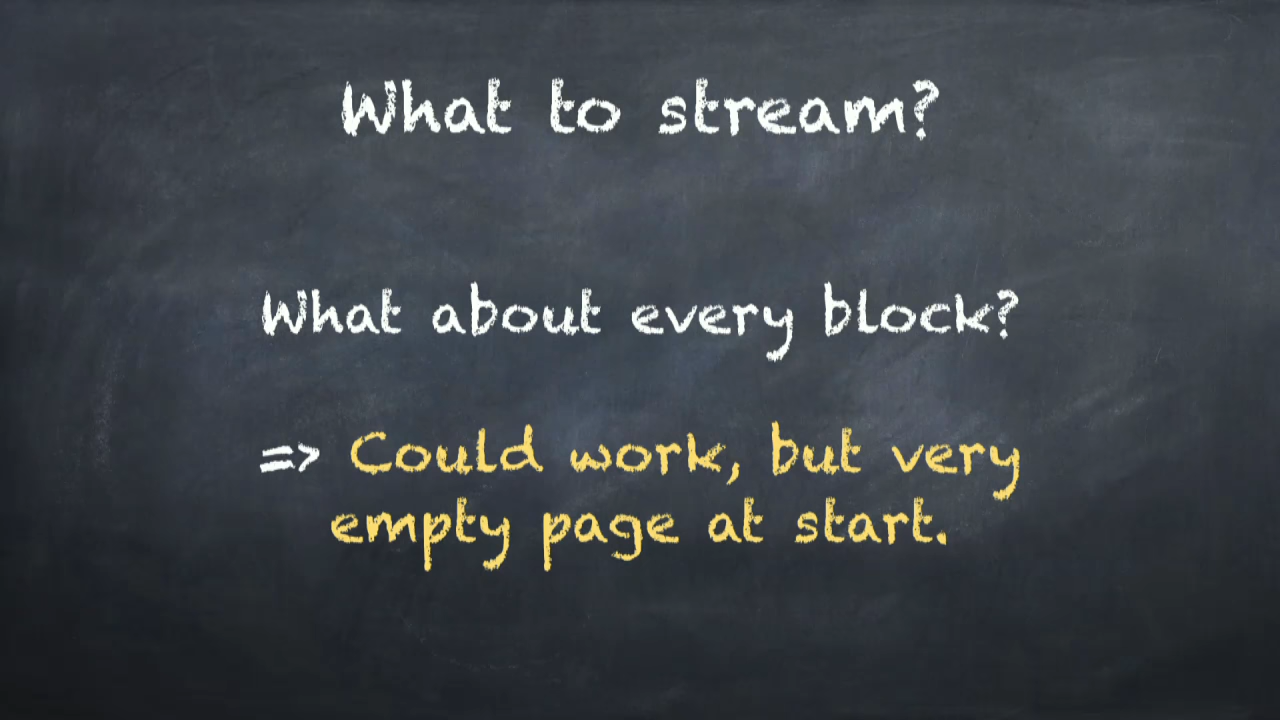 What to stream?
What about every block?
=> Could work, but very
empty page at start.